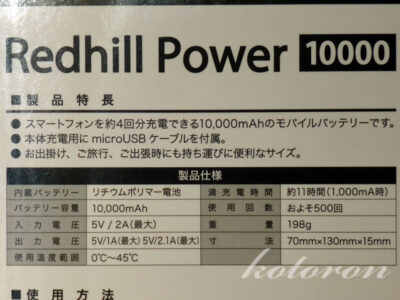 Redhill Power 10000
■製品特長
●スマートフォンを約4回分充電できる10,000mAhのモバイルバッテリーです。
●本体充電用にmicroUSBケーブルを付属。
●お出掛け、ご旅行、ご出張時にも持ち運びに便利なサイズ。
製品仕様
内蔵バッテリー リチウムポリマー電池 満充電時間 約11時間(1,000mA時)
バッテリー容量 10,000mAh 使用回数 およそ500回
入力電圧 5V / 2A(最大) 重量 198g
出力電圧 5V/1A(最大) 5V/2.1A(最大) 寸法 70mm×130mm×15mm
使用温度範囲 0℃〜45℃
kotoron
■使用方法